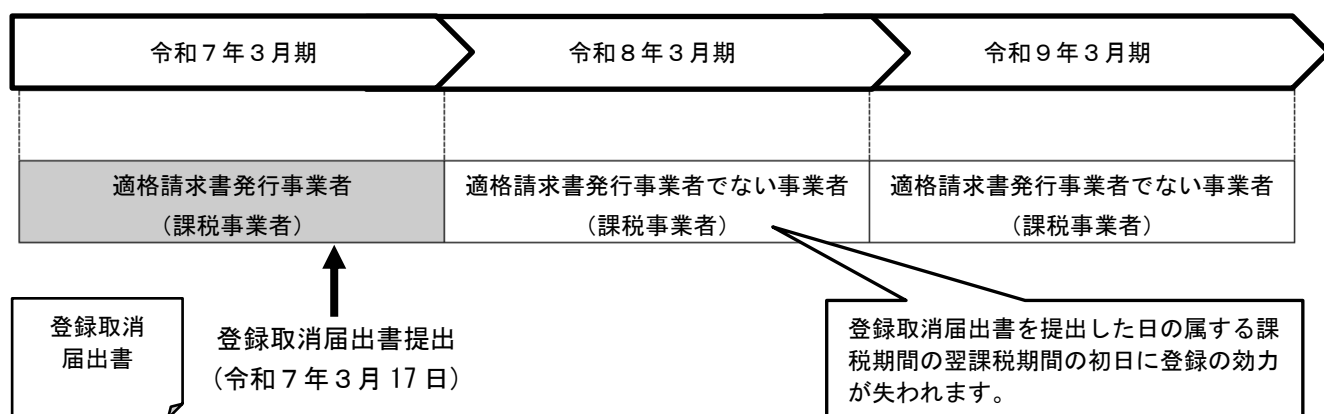 令和７年３月期
令和８年３月期
令和９年３月期
適格請求書発行事業者
（課税事業者）
適格請求書発行事業者でない事業者
（課税事業者）
適格請求書発行事業者でない事業者
（課税事業者）
登録取消
届出書
登録取消届出書提出
（令和７年３月17日）
登録取消届出書を提出した日の属する課
税期間の翌課税期間の初日に登録の効力
が失われます。